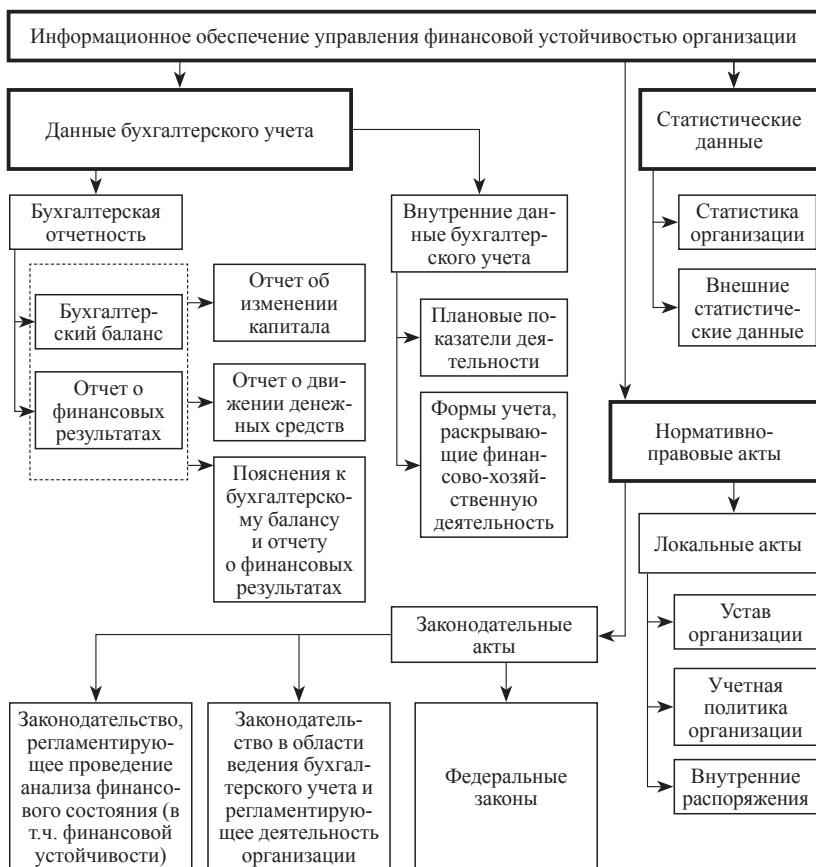 Информационное обеспечение управления финансовой устойчивостью организации
Данные бухгалтерского учета
Статистические
данные
Бухгалтерская
отчетность
Внутренние дан-
ные бухгалтер-
ского учета
Статистика
организации
Внешние
статистиче-
ские данные
Бухгалтер-
ский баланс
Отчет о
финансовых
результатах
Отчет об
изменении
капитала
Отчет о дви-
жении денеж-
ных средств
Пояснения к
бухгалтерско-
му балансу
и отчету
о финансовых
результатах
Плановые по-
казатели дея-
тельности
Формы учета,
раскрываю-
щие финан-
сово-хозяй-
ственную
деятельность
Нормативно-
правовые акты
Локальные акты
Устав
организации
Учетная
политика
организации
Внутренние
распоряжения
Законодательные
акты
Законодательство,
регламентирую-
щее проведение
анализа финансо-
вого состояния (в
т.ч. финансовой
устойчивости)
Законодатель-
ство в области
ведения бухгал-
терского учета и
регламентирую-
щее деятельность
организации
Федеральные
законы